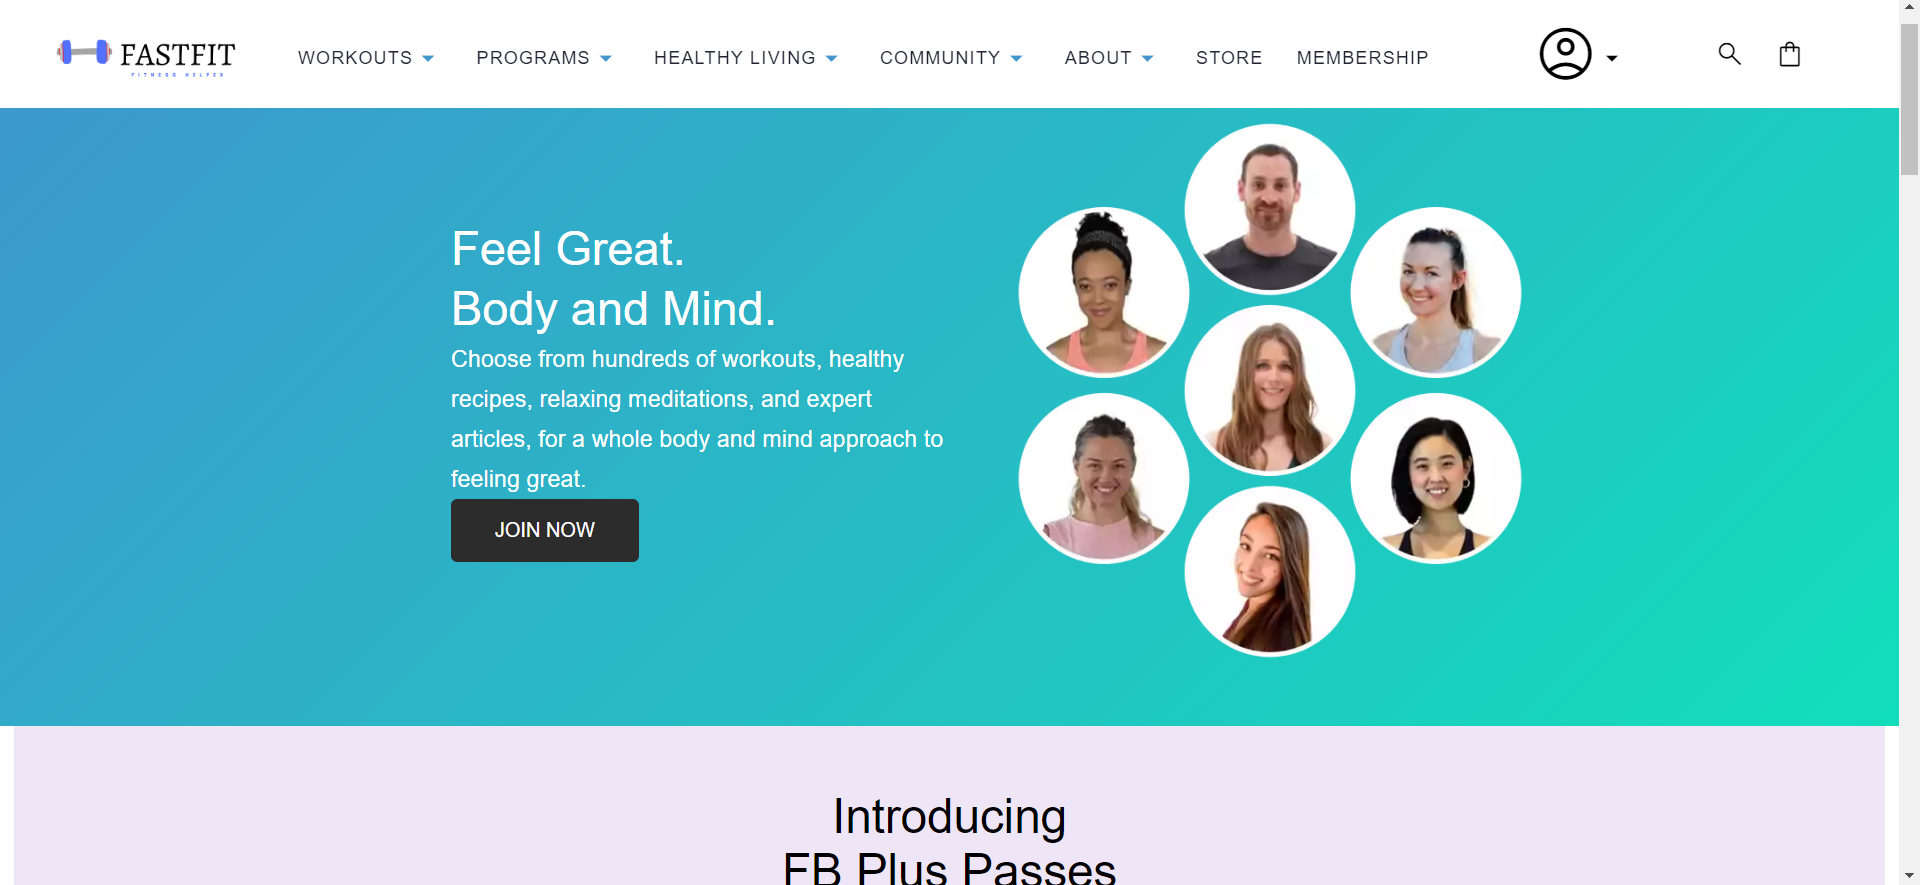 FASTFIT
FITNESS HELPER
WORKOUTS
PROGRAMS
HEALTHY LIVING
COMMUNITY
ABOUT
STORE
MEMBERSHIP
Feel Great.
Body and Mind.
Choose from hundreds of workouts, healthy
recipes, relaxing meditations, and expert
articles, for a whole body and mind approach to
feeling great.
JOIN NOW
Introducing
FB Plus Passes